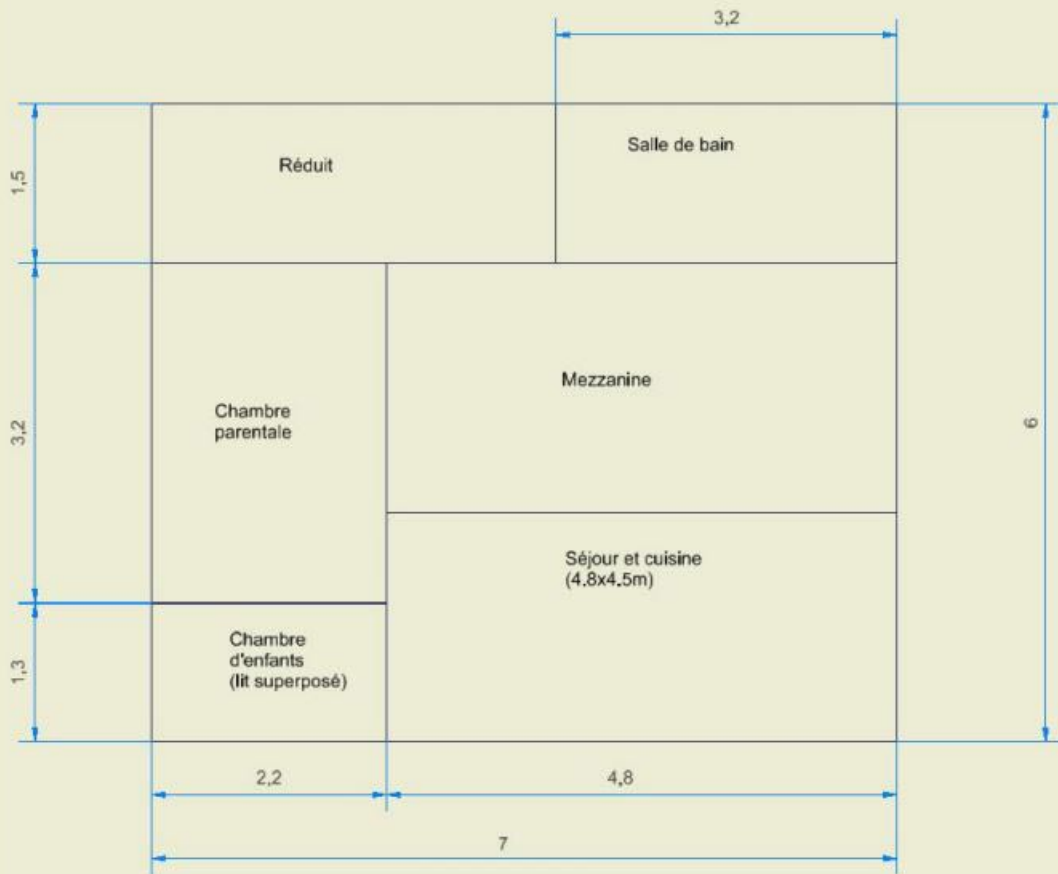 3,2
Réduit
Salle de bain
1,5
Mezzanine
Chambre
parentale
3,2
6
Séjour et cuisine
(4.8x4.5m)
Chambre
d'enfants
(lit superposé)
1,3
2,2
4,8
7